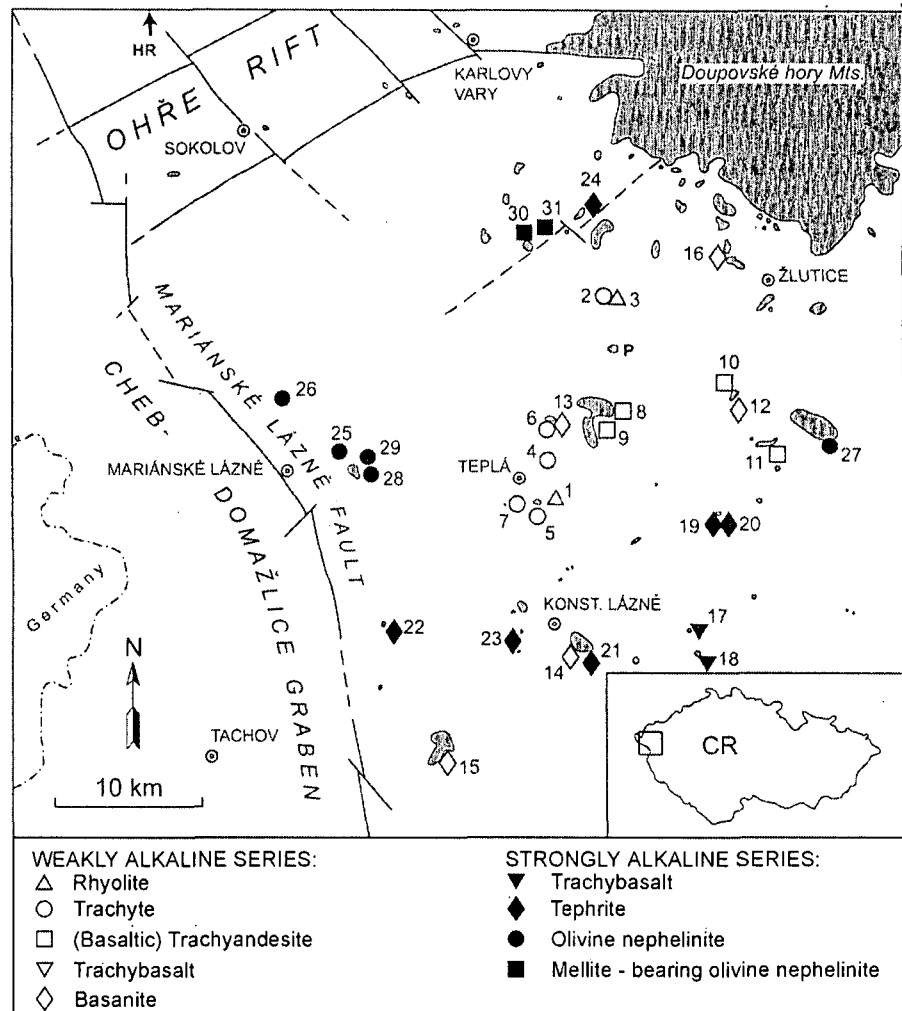 HR
OHŘE RIFT
KARLOVY
VARY
Doupovské hory Mts.
SOKOLOV
24
30
31
16
ŽLUTICE
2
3
P
MARIÁNSKÉ LÁZNĚ FAULT
CHEB-
DOMAŽLICE GRABEN
26
10
12
13
8
6
9
25
29
28
MARIÁNSKÉ LÁZNĚ
4
TEPLÁ
11
27
7
1
5
19
20
Germany
KONST. LÁZNĚ
22
23
17
14
21
18
N
TACHOV
15
10 km
CR
WEAKLY ALKALINE SERIES:
Rhyolite
Trachyte
(Basaltic) Trachyandesite
Trachybasalt
Basanite
STRONGLY ALKALINE SERIES:
Trachybasalt
Tephrite
Olivine nephelinite
Mellite - bearing olivine nephelinite